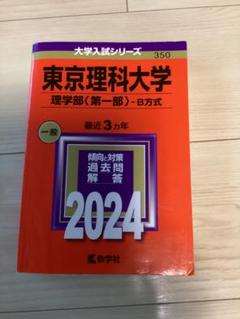 大学入試シリーズ
350
東京理科大学
理学部〈第一部〉-B方式
一般
最近3カ年
傾向と対策
過去問
解答
2024
教学社